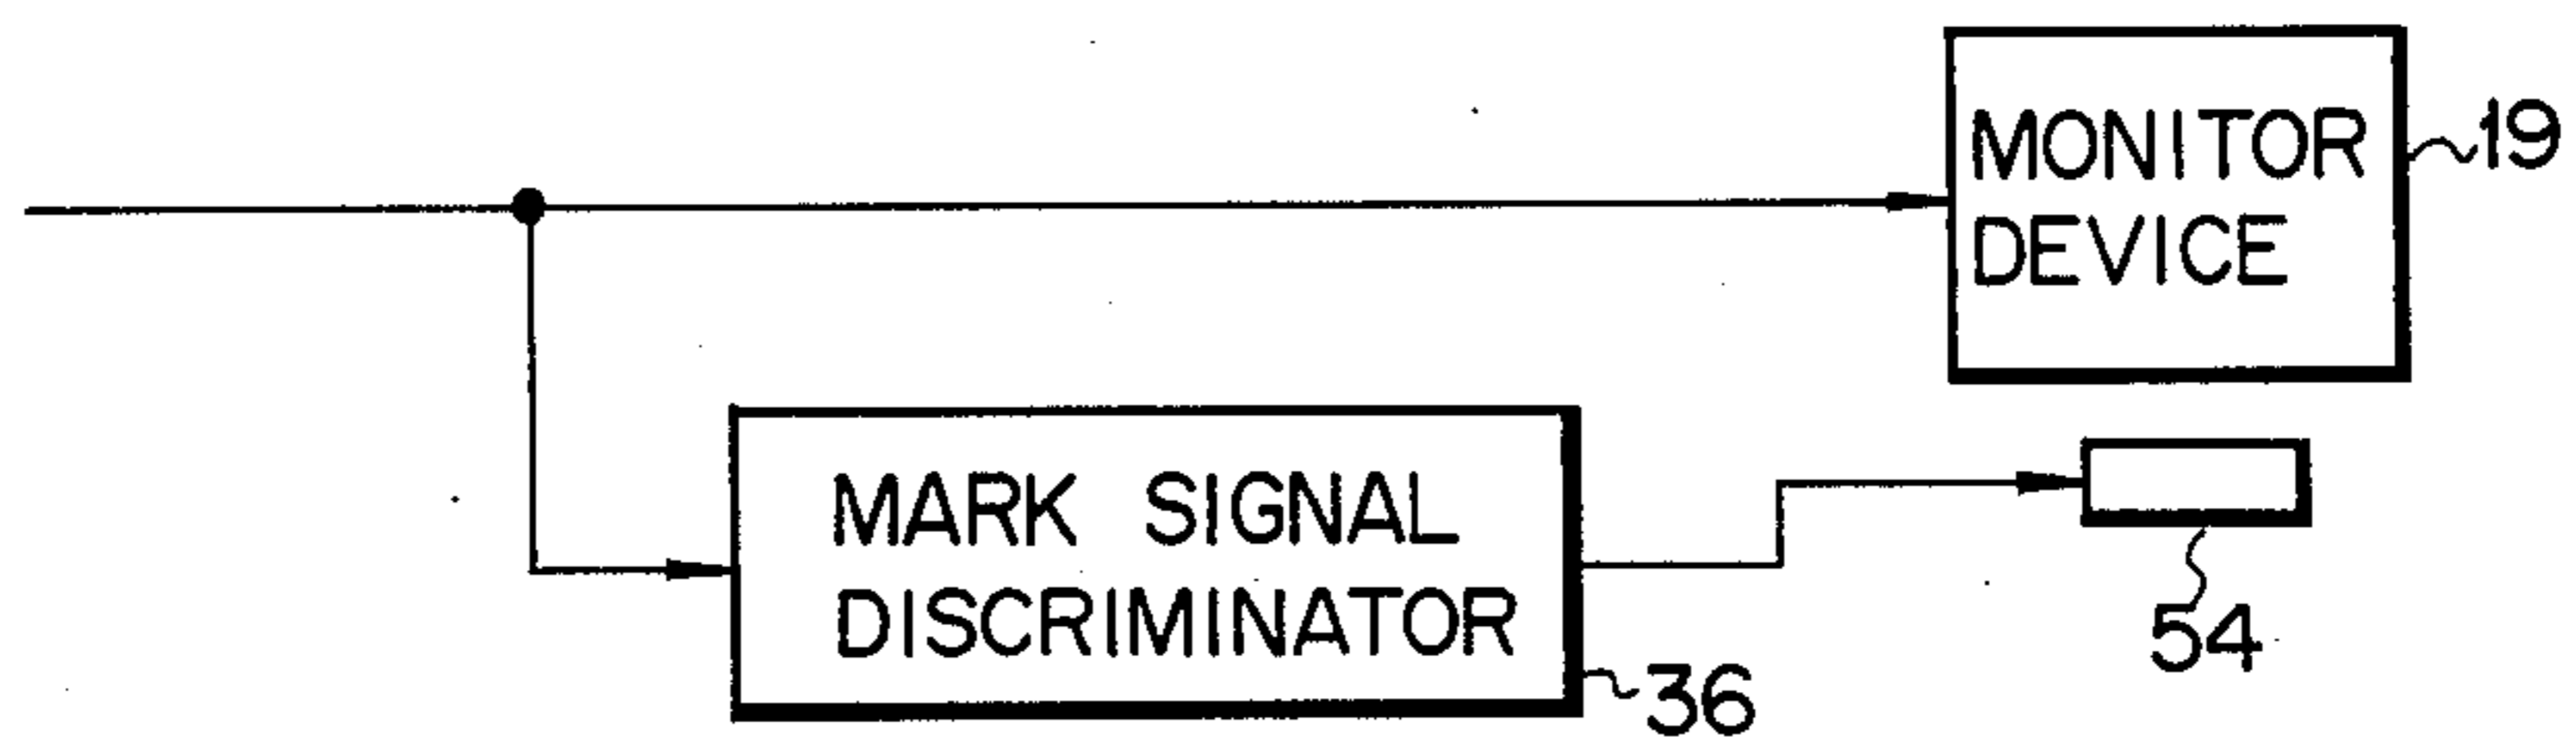 MONITOR
DEVICE
19
MARK SIGNAL
DISCRIMINATOR
36
54